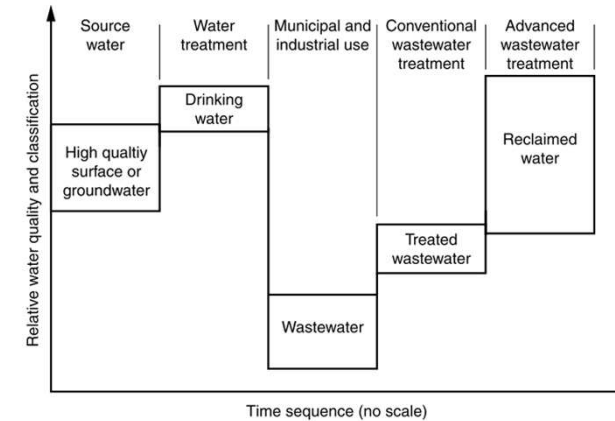 Source
water
Water
treatment
Municipal and
industrial use
Conventional
wastewater
treatment
Advanced
wastewater
treatment
Drinking
water
High qualtiy
surface or
groundwater
Reclaimed
water
Treated
wastewater
Wastewater
Relative water quality and classification
Time sequence (no scale)